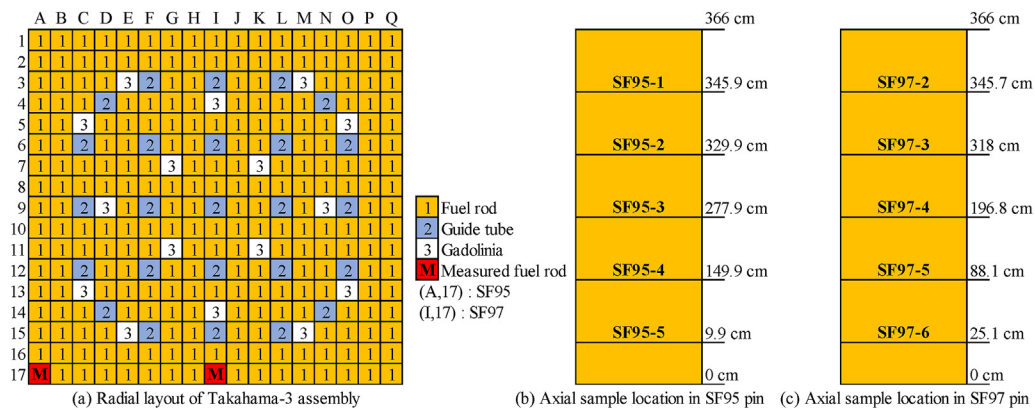 A B C D E F G H I J K L M N O P Q
1 1 1 1 1 1 1 1 1 1 1 1 1 1 1 1 1 1
2 1 1 1 1 1 1 1 1 1 1 1 1 1 1 1 1 1
3 1 1 1 1 3 2 1 1 2 1 1 2 3 1 1 1 1
4 1 1 1 2 1 1 1 1 3 1 1 1 1 2 1 1 1
5 1 1 3 1 1 1 1 1 1 1 1 1 1 1 3 1 1
6 1 1 2 1 1 2 1 1 2 1 1 2 1 1 2 1 1
7 1 1 1 1 1 1 3 1 1 1 3 1 1 1 1 1 1
8 1 1 1 1 1 1 1 1 1 1 1 1 1 1 1 1 1
9 1 1 2 3 1 2 1 1 2 1 1 2 1 3 2 1 1
10 1 1 1 1 1 1 1 1 1 1 1 1 1 1 1 1 1
11 1 1 1 1 1 1 3 1 1 1 3 1 1 1 1 1 1
12 1 1 2 1 1 2 1 1 2 1 1 2 1 1 2 1 1
13 1 1 3 1 1 1 1 1 1 1 1 1 1 1 3 1 1
14 1 1 1 2 1 1 1 1 3 1 1 1 1 2 1 1 1
15 1 1 1 1 3 2 1 1 2 1 1 2 3 1 1 1 1
16 1 1 1 1 1 1 1 1 1 1 1 1 1 1 1 1 1
17 M 1 1 1 1 1 1 1 M 1 1 1 1 1 1 1 1
(a) Radial layout of Takahama-3 assembly
1 Fuel rod
2 Guide tube
3 Gadolinia
M Measured fuel rod
(A,17) : SF95
(I,17) : SF97
366 cm
SF95-1 345.9 cm
SF95-2 329.9 cm
SF95-3 277.9 cm
SF95-4 149.9 cm
SF95-5 9.9 cm
0 cm
(b) Axial sample location in SF95 pin
366 cm
SF97-2 345.7 cm
SF97-3 318 cm
SF97-4 196.8 cm
SF97-5 88.1 cm
SF97-6 25.1 cm
0 cm
(c) Axial sample location in SF97 pin